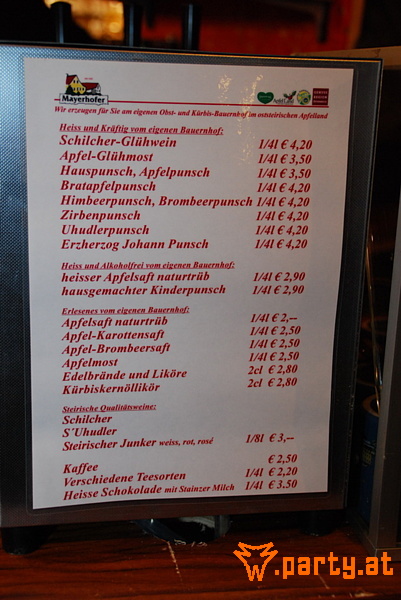 Mayerhofer
Wir erzeugen für Sie am eigenen Obst- und Kürbis-Bauernhof im oststeirischen Apfelland
Heiss und Kräftig vom eigenen Bauernhof:
Schilcher-Glühwein 1/4l € 4,20
Apfel-Glühmost 1/4l € 3,50
Hauspunsch, Apfelpunsch 1/4l € 3,50
Bratapfelpunsch 1/4l € 4,20
Himbeerpunsch, Brombeerpunsch 1/4l € 4,20
Zirbenpunsch 1/4l € 4,20
Uhudlerpunsch 1/4l € 4,20
Erzherzog Johann Punsch 1/4l € 4,20
Heiss und Alkoholfrei vom eigenen Bauernhof:
heisser Apfelsaft naturtrüb 1/4l € 2,90
hausgemachter Kinderpunsch 1/4l € 2,90
Erlesenes vom eigenen Bauernhof:
Apfelsaft naturtrüb 1/4l € 2,--
Apfel-Karottensaft 1/4l € 2,50
Apfel-Brombeersaft 1/4l € 2,50
Apfelmost 1/4l € 2,50
Edelbrände und Liköre 2cl € 2,80
Kürbiskernöllikör 2cl € 2,80
Steirische Qualitätsweine:
Schilcher
S´Uhudler
Steirischer Junker weiss, rot, rosé 1/8l € 3,--
Kaffee € 2,50
Verschiedene Teesorten 1/4l € 2,20
Heisse Schokolade mit Stainzer Milch 1/4l € 3.50
.party.at